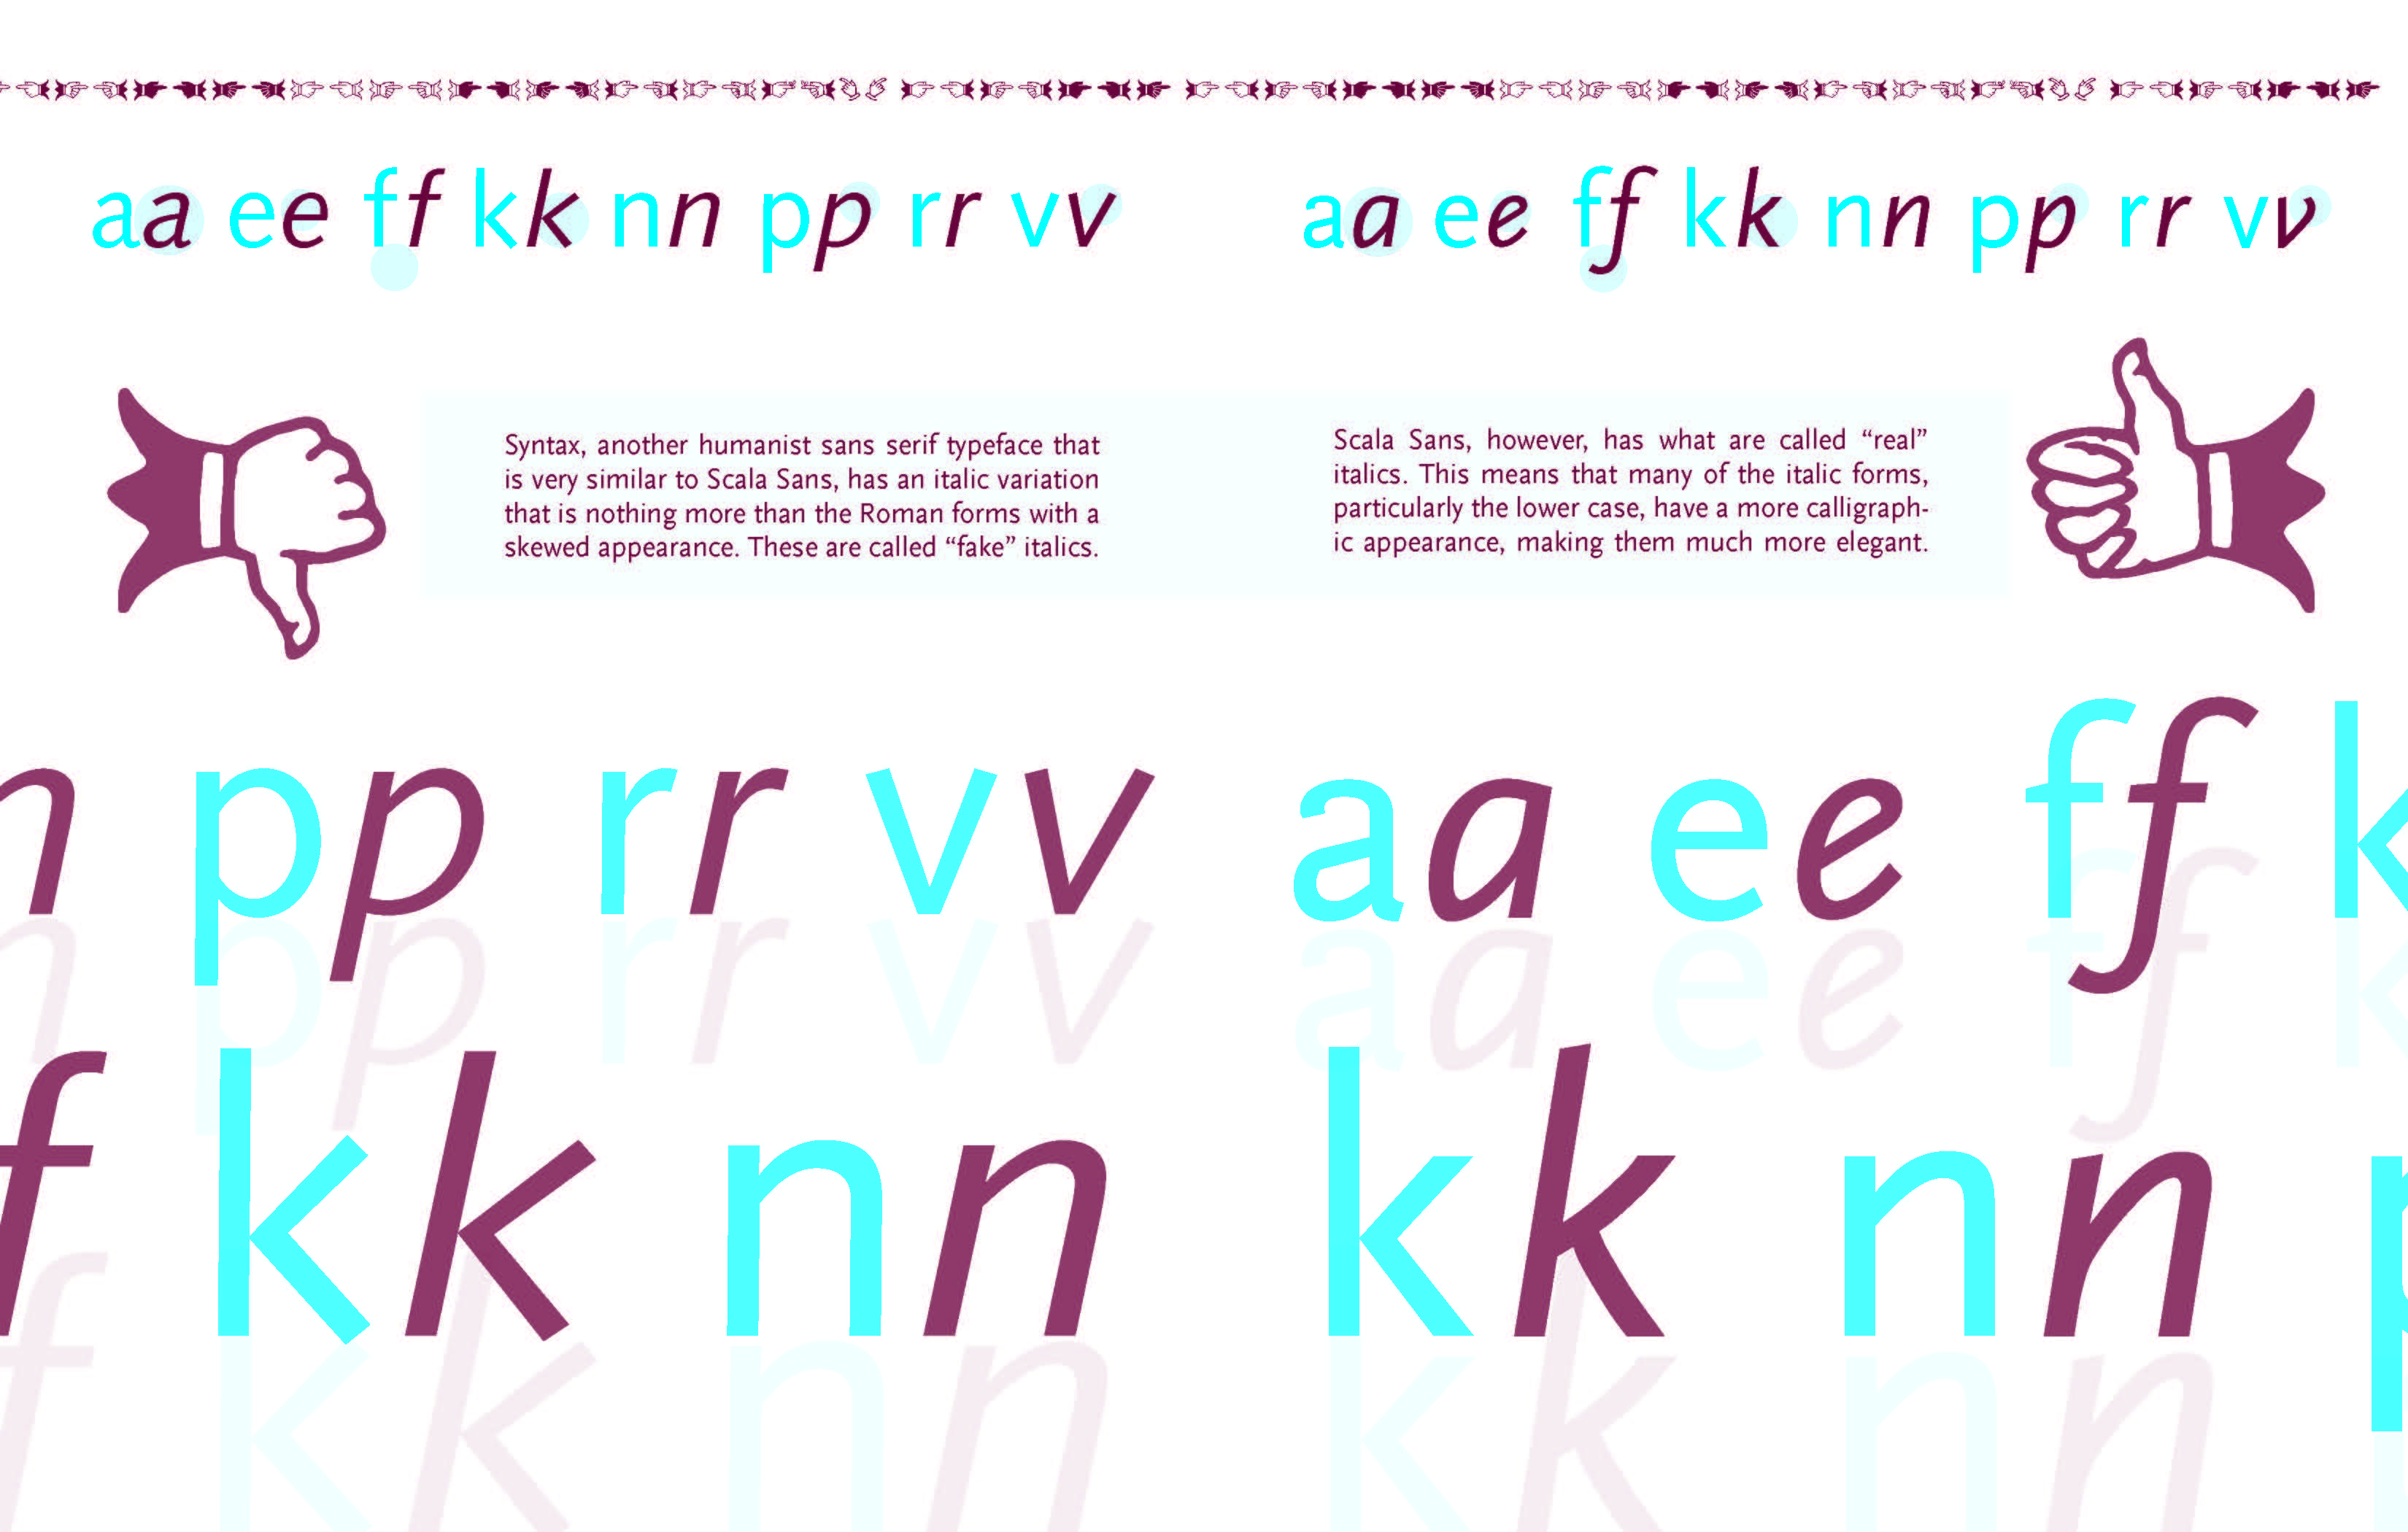 aa ee ff kk nn pp rr vv
aa ee ff kk nn pp rr vv
Syntax, another humanist sans serif typeface that
is very similar to Scala Sans, has an italic variation
that is nothing more than the Roman forms with a
skewed appearance. These are called “fake” italics.
Scala Sans, however, has what are called “real”
italics. This means that many of the italic forms,
particularly the lower case, have a more calligraph-
ic appearance, making them much more elegant.
n pp rr vv
aa ee ff k
f kk nn
kk nn p